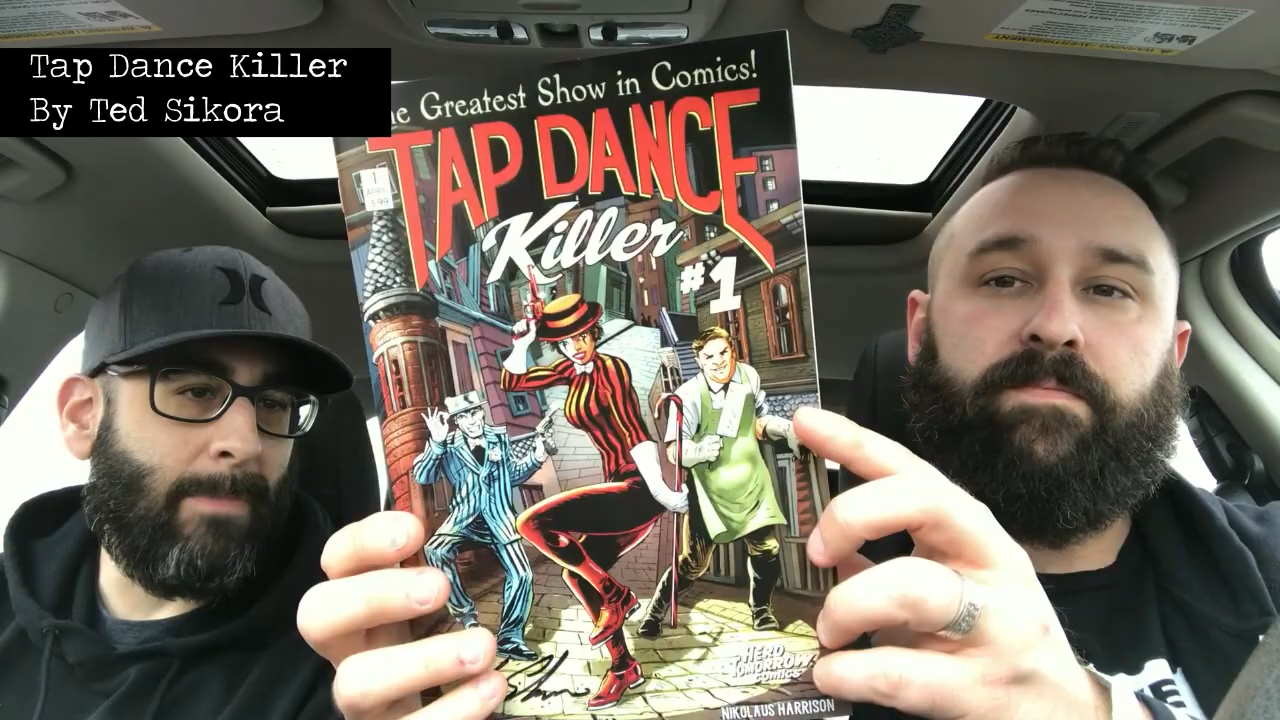 Tap Dance Killer
By Ted Sikora
he Greatest Show in Comics!
TAP DANCE
Killer
#1
1
APRIL
3.99
HERO
TOMORROW
comics
NIKOLAUS HARRISON